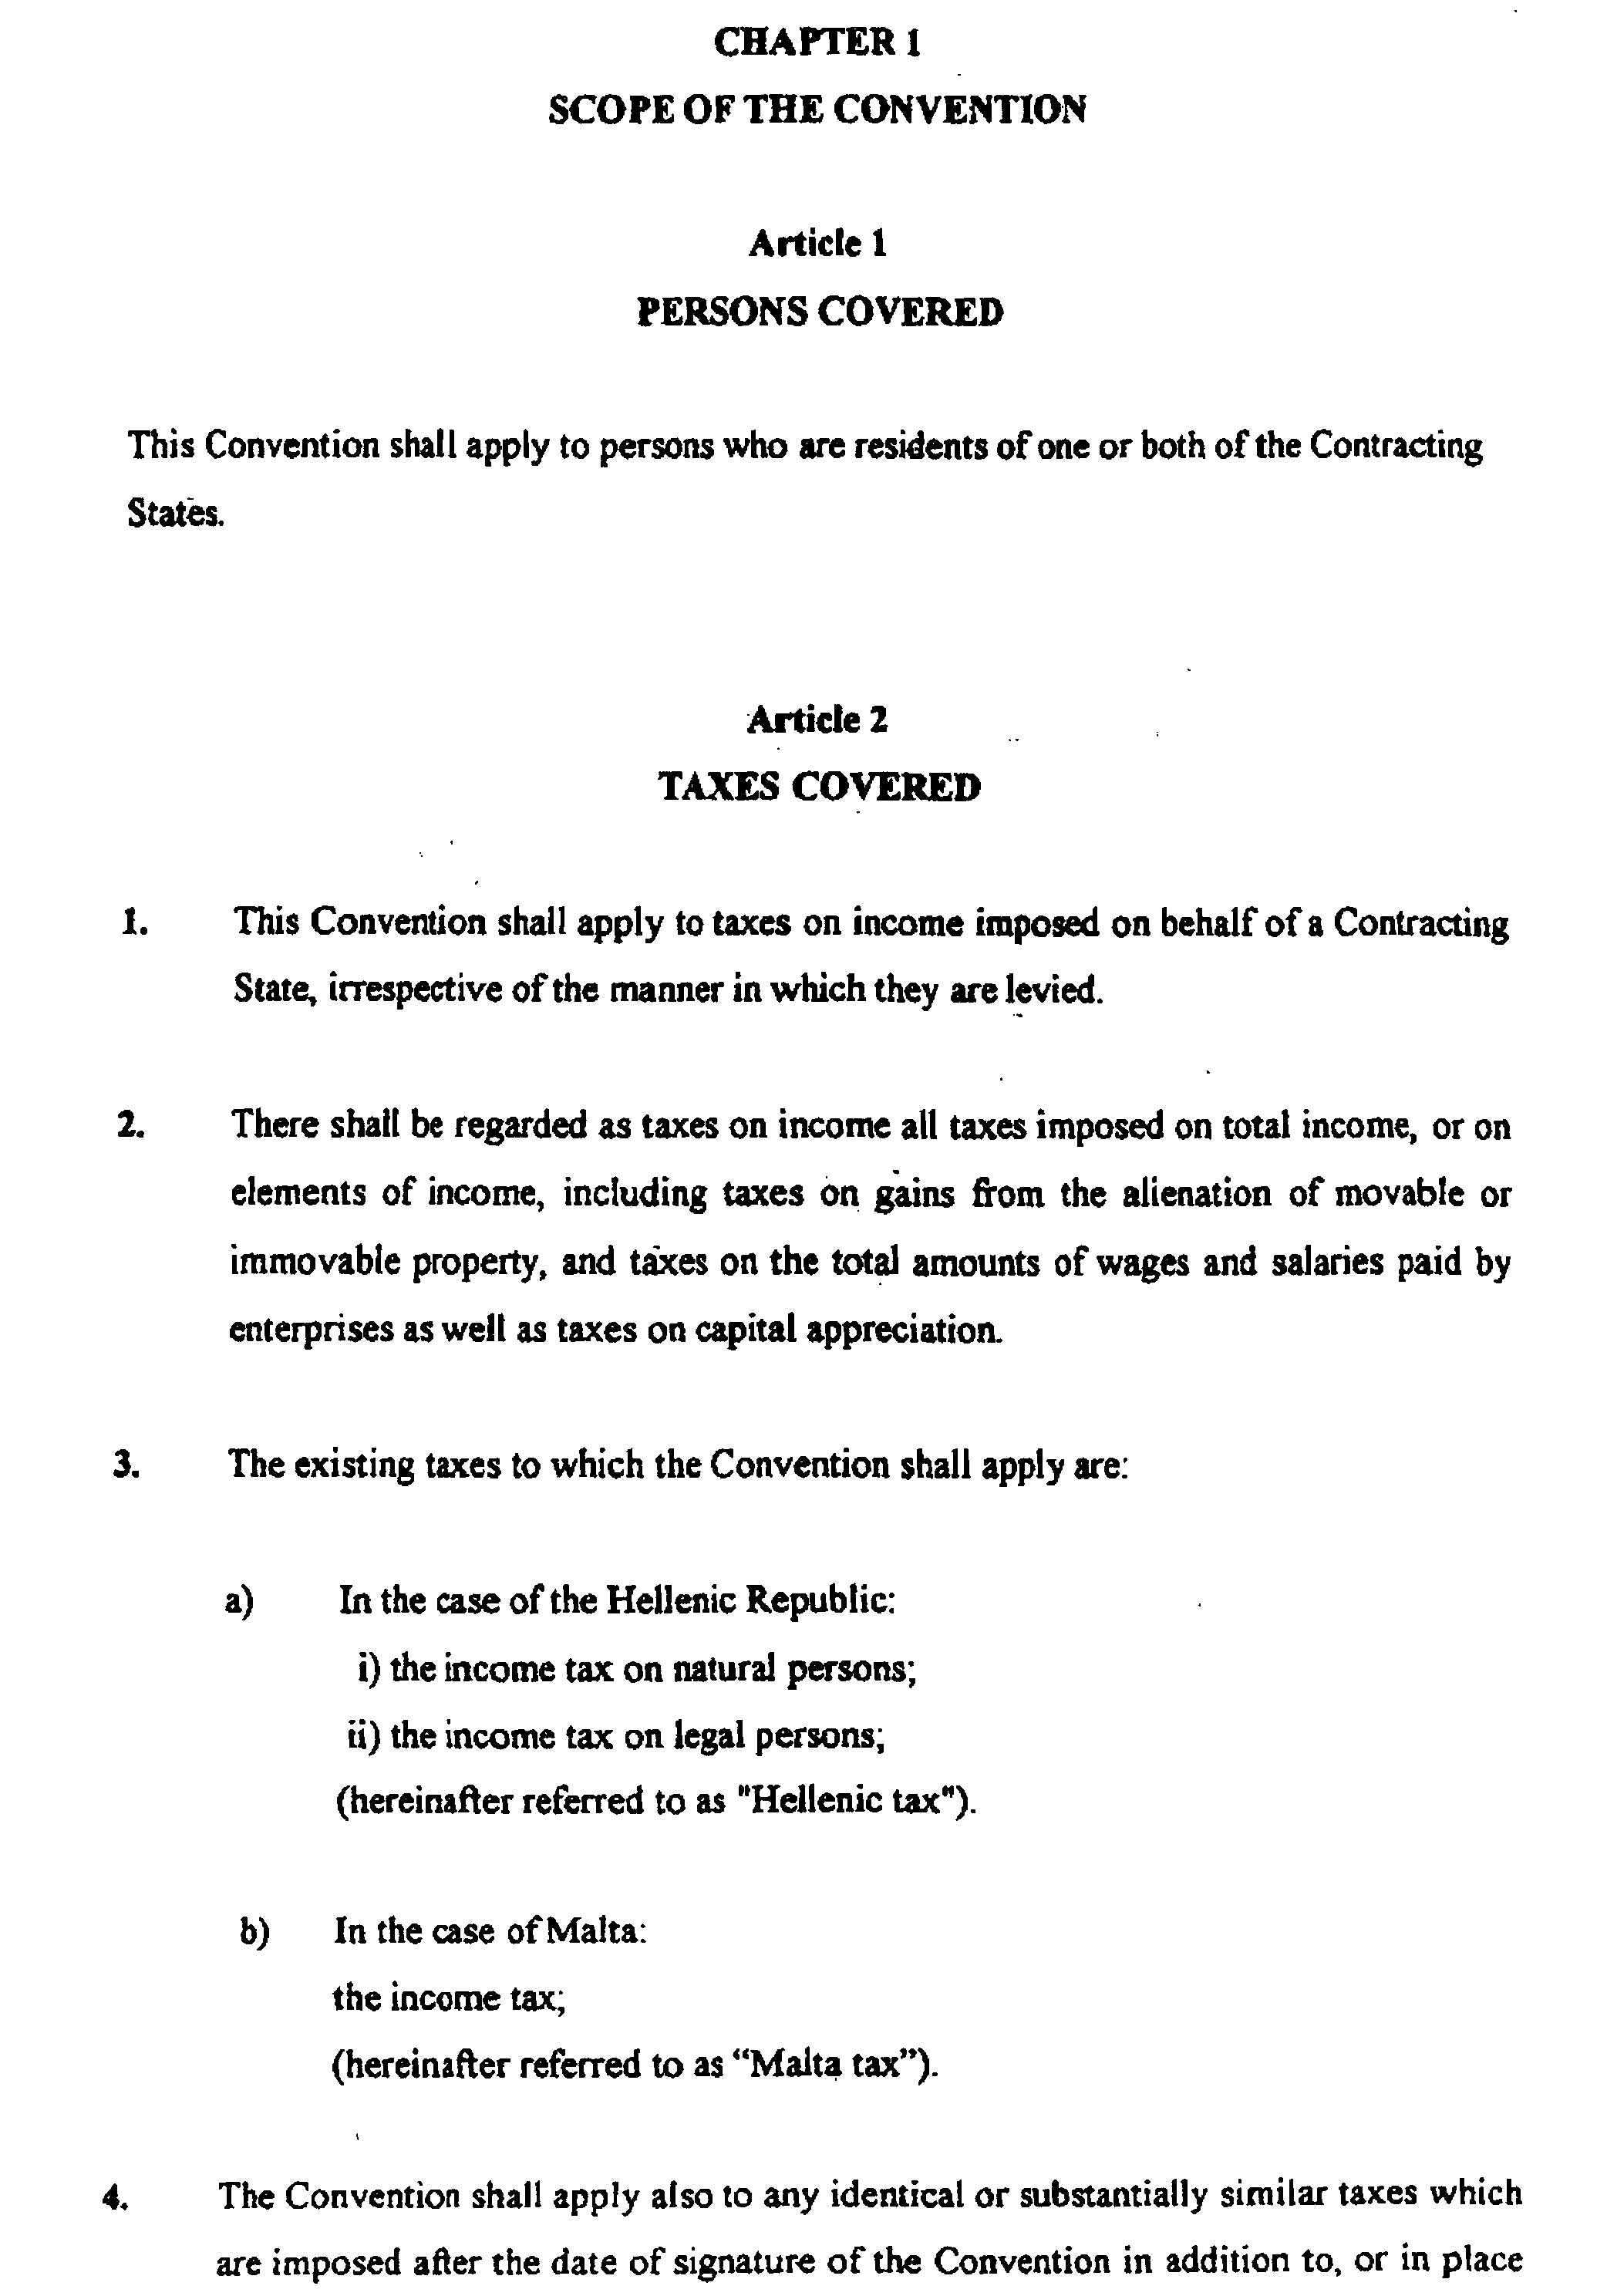 CHAPTER 1
SCOPE OF THE CONVENTION
Article 1
PERSONS COVERED
This Convention shall apply to persons who are residents of one or both of the Contracting
States.
Article 2
TAXES COVERED
1. This Convention shall apply to taxes on income imposed on behalf of a Contracting
State, irrespective of the manner in which they are levied.
2. There shall be regarded as taxes on income all taxes imposed on total income, or on
elements of income, including taxes on gains from the alienation of movable or
immovable property, and taxes on the total amounts of wages and salaries paid by
enterprises as well as taxes on capital appreciation.
3. The existing taxes to which the Convention shall apply are:
a) In the case of the Hellenic Republic:
i) the income tax on natural persons;
ii) the income tax on legal persons;
(hereinafter referred to as "Hellenic tax").
b) In the case of Malta:
the income tax;
(hereinafter referred to as “Malta tax”).
4. The Convention shall apply also to any identical or substantially similar taxes which
are imposed after the date of signature of the Convention in addition to, or in place